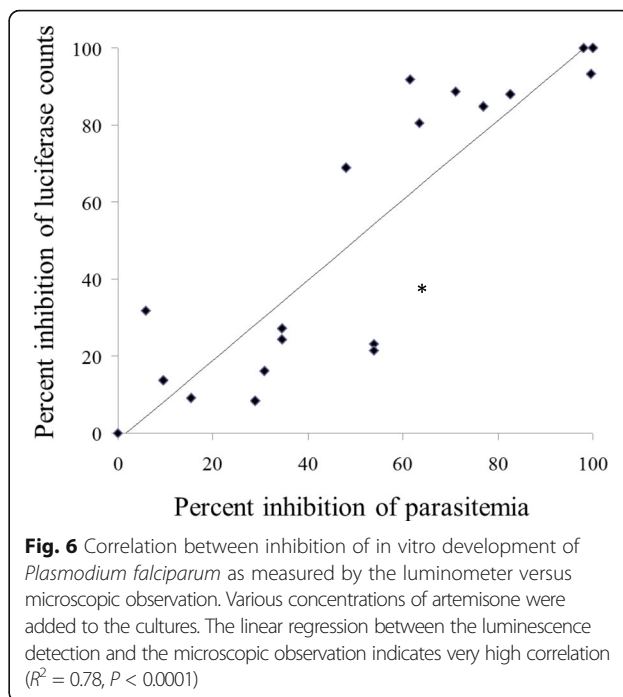 Percent inhibition of luciferase counts
100
80
60
40
20
0
*
0 20 40 60 80 100
Percent inhibition of parasitemia
Fig. 6 Correlation between inhibition of in vitro development of
Plasmodium falciparum as measured by the luminometer versus
microscopic observation. Various concentrations of artemisone were
added to the cultures. The linear regression between the luminescence
detection and the microscopic observation indicates very high correlation
(R² = 0.78, P < 0.0001)